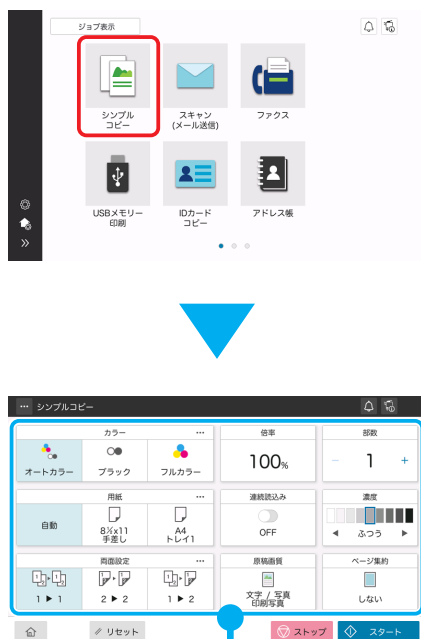 ジョブ表示
シンプル
コピー
スキャン
(メール送信)
ファクス
USBメモリー
印刷
IDカード
コピー
アドレス帳
シンプルコピー
カラー
オートカラー
ブラック
フルカラー
倍率
100%
部数
- 1 +
用紙
自動
8½x11
手差し
A4
トレイ1
連続読込み
OFF
濃度
ふつう
両面設定
1 ▶ 1
2 ▶ 2
1 ▶ 2
原稿画質
文字 / 写真
印刷写真
ページ集約
しない
リセット
ストップ
スタート